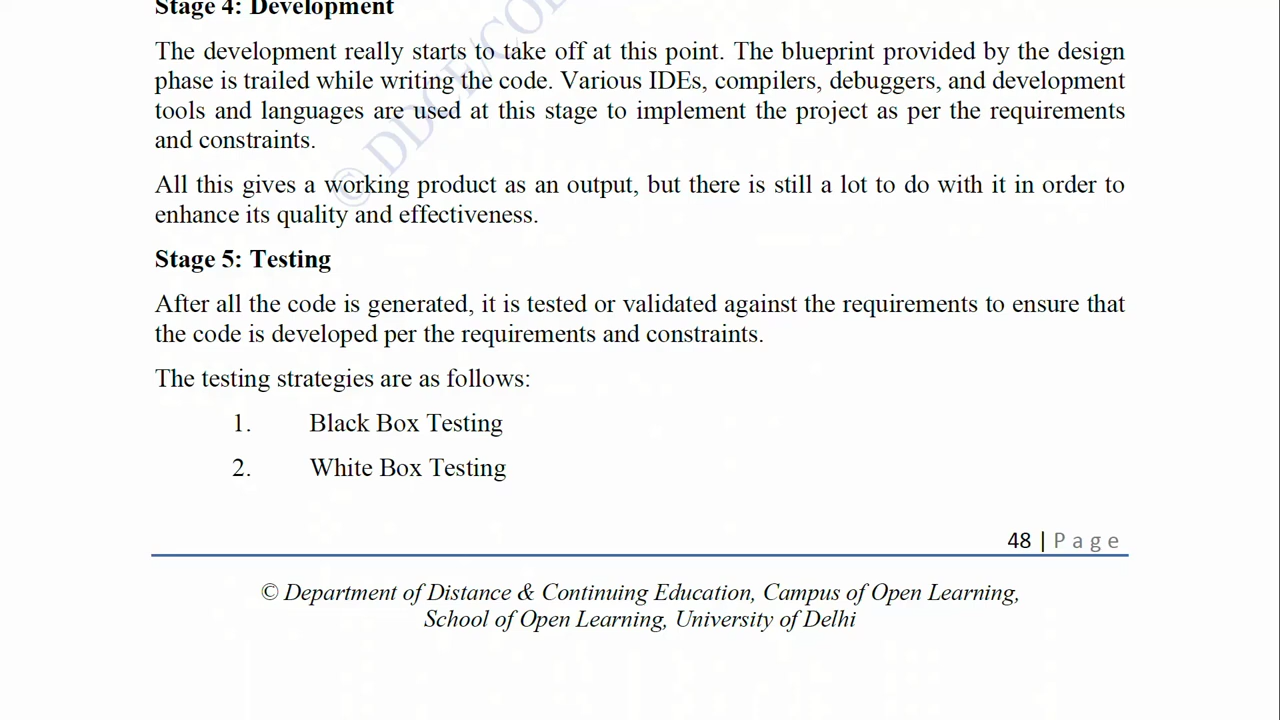 Stage 4: Development
The development really starts to take off at this point. The blueprint provided by the design
phase is trailed while writing the code. Various IDEs, compilers, debuggers, and development
tools and languages are used at this stage to implement the project as per the requirements
and constraints.
All this gives a working product as an output, but there is still a lot to do with it in order to
enhance its quality and effectiveness.
Stage 5: Testing
After all the code is generated, it is tested or validated against the requirements to ensure that
the code is developed per the requirements and constraints.
The testing strategies are as follows:
1. Black Box Testing
2. White Box Testing
48 | Page
© Department of Distance & Continuing Education, Campus of Open Learning,
School of Open Learning, University of Delhi